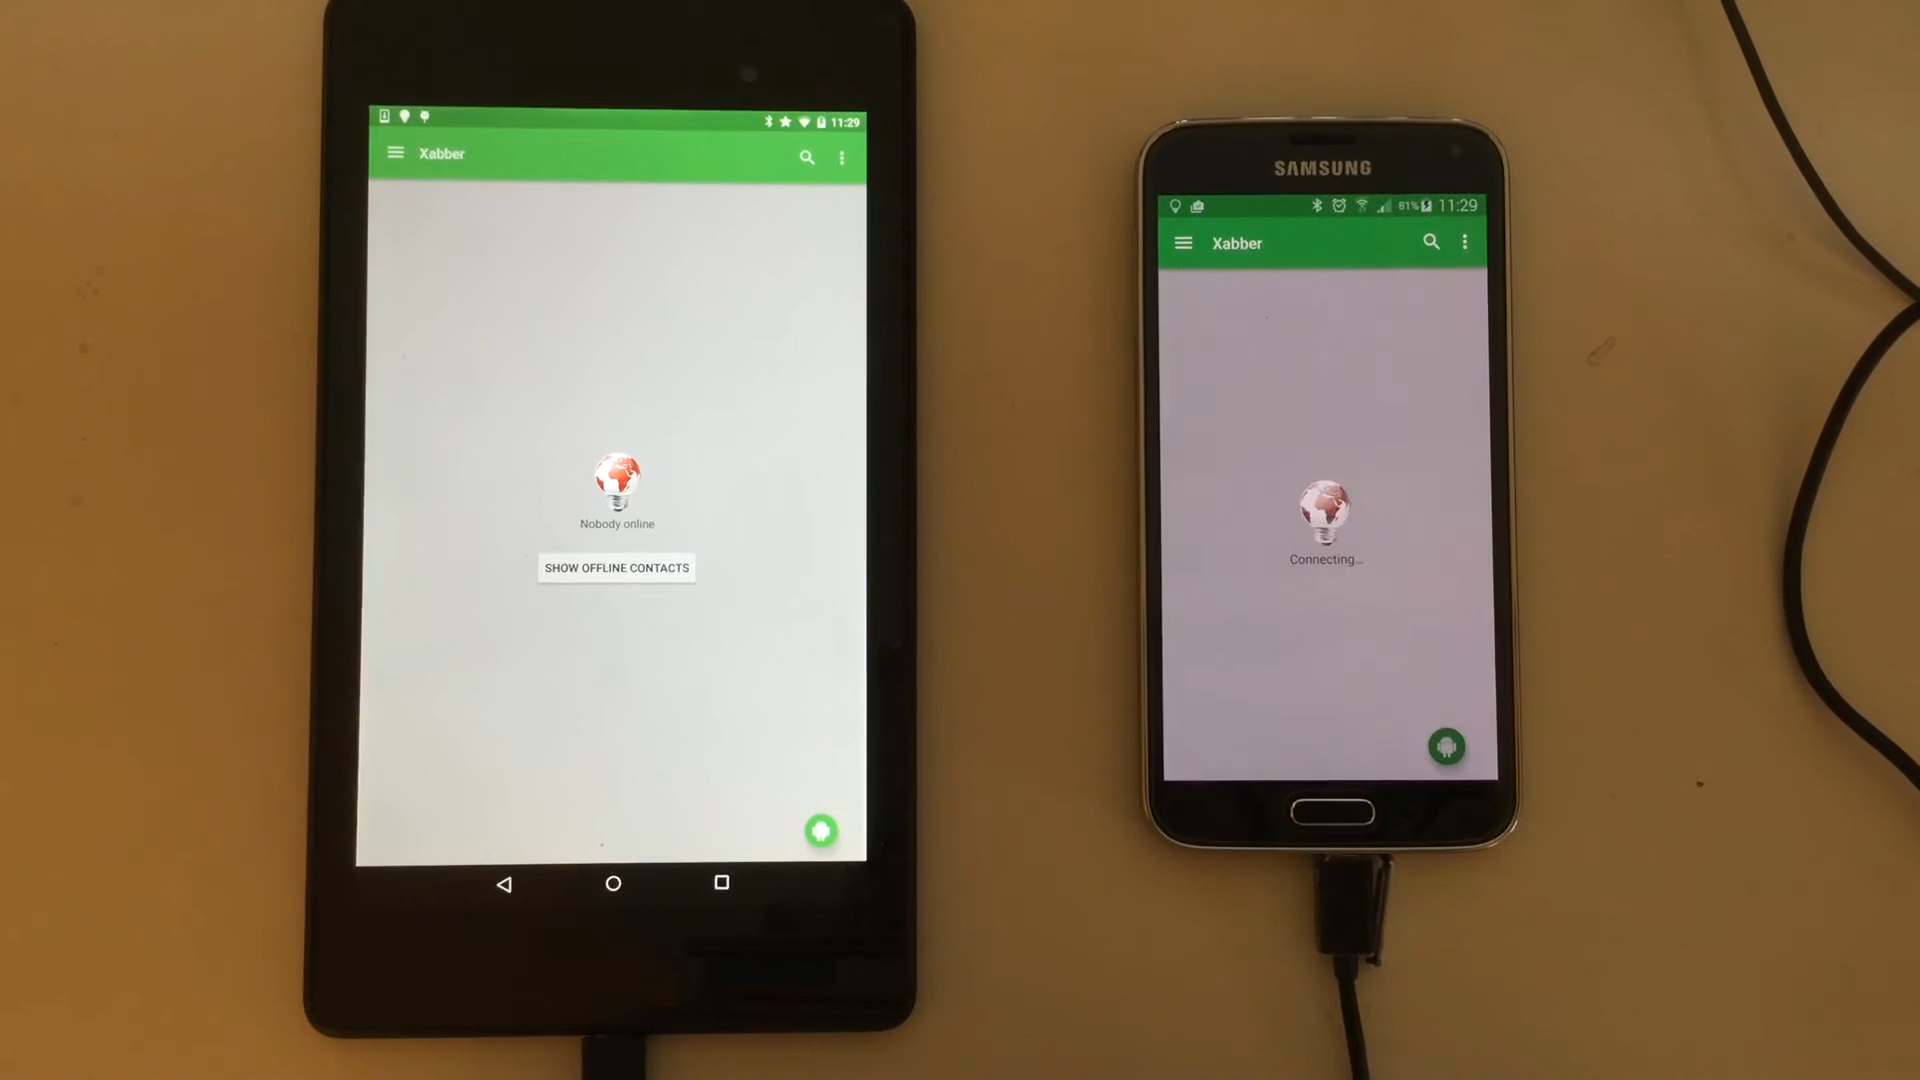 11:29
Xabber
Nobody online
SHOW OFFLINE CONTACTS
SAMSUNG
81% 11:29
Xabber
Connecting...